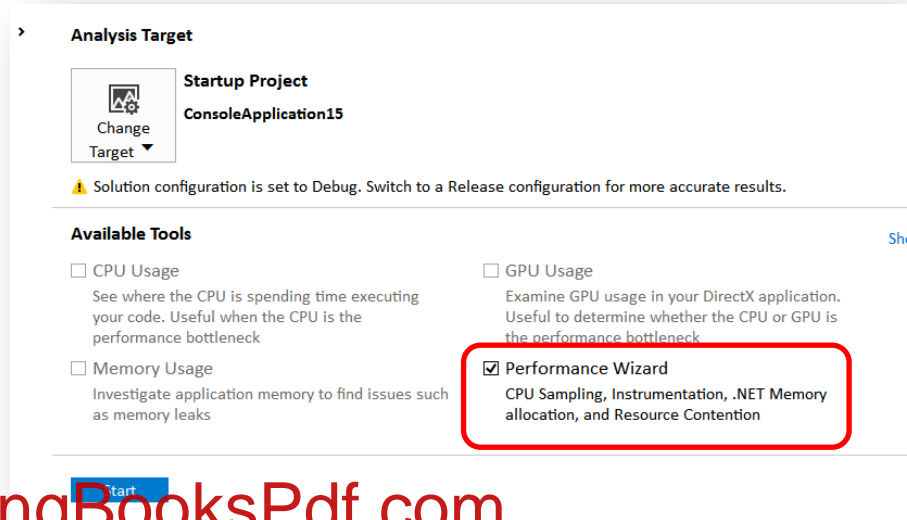 Analysis Target
Startup Project
ConsoleApplication15
Change
Target
Solution configuration is set to Debug. Switch to a Release configuration for more accurate results.
Available Tools
CPU Usage
See where the CPU is spending time executing
your code. Useful when the CPU is the
performance bottleneck
GPU Usage
Examine GPU usage in your DirectX application.
Useful to determine whether the CPU or GPU is
the performance bottleneck
Memory Usage
Investigate application memory to find issues such
as memory leaks
Performance Wizard
CPU Sampling, Instrumentation, .NET Memory
allocation, and Resource Contention
Start
ngBooksPdf.com